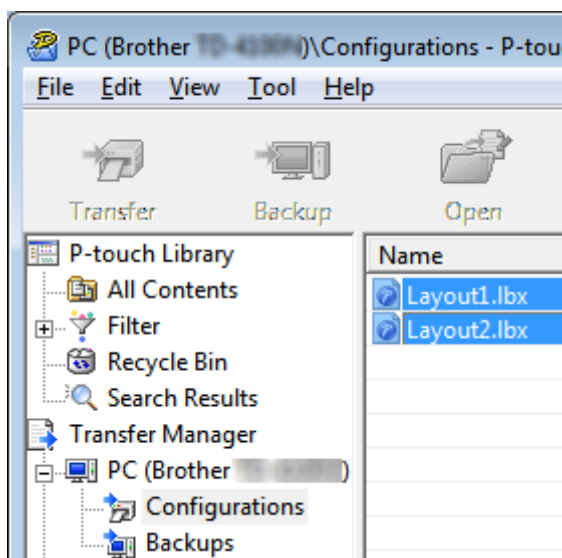 PC (Brother )\Configurations - P-tou
File Edit View Tool Help
Transfer Backup Open
P-touch Library
All Contents
Filter
Recycle Bin
Search Results
Transfer Manager
PC (Brother )
Configurations
Backups
Name
Layout1.lbx
Layout2.lbx